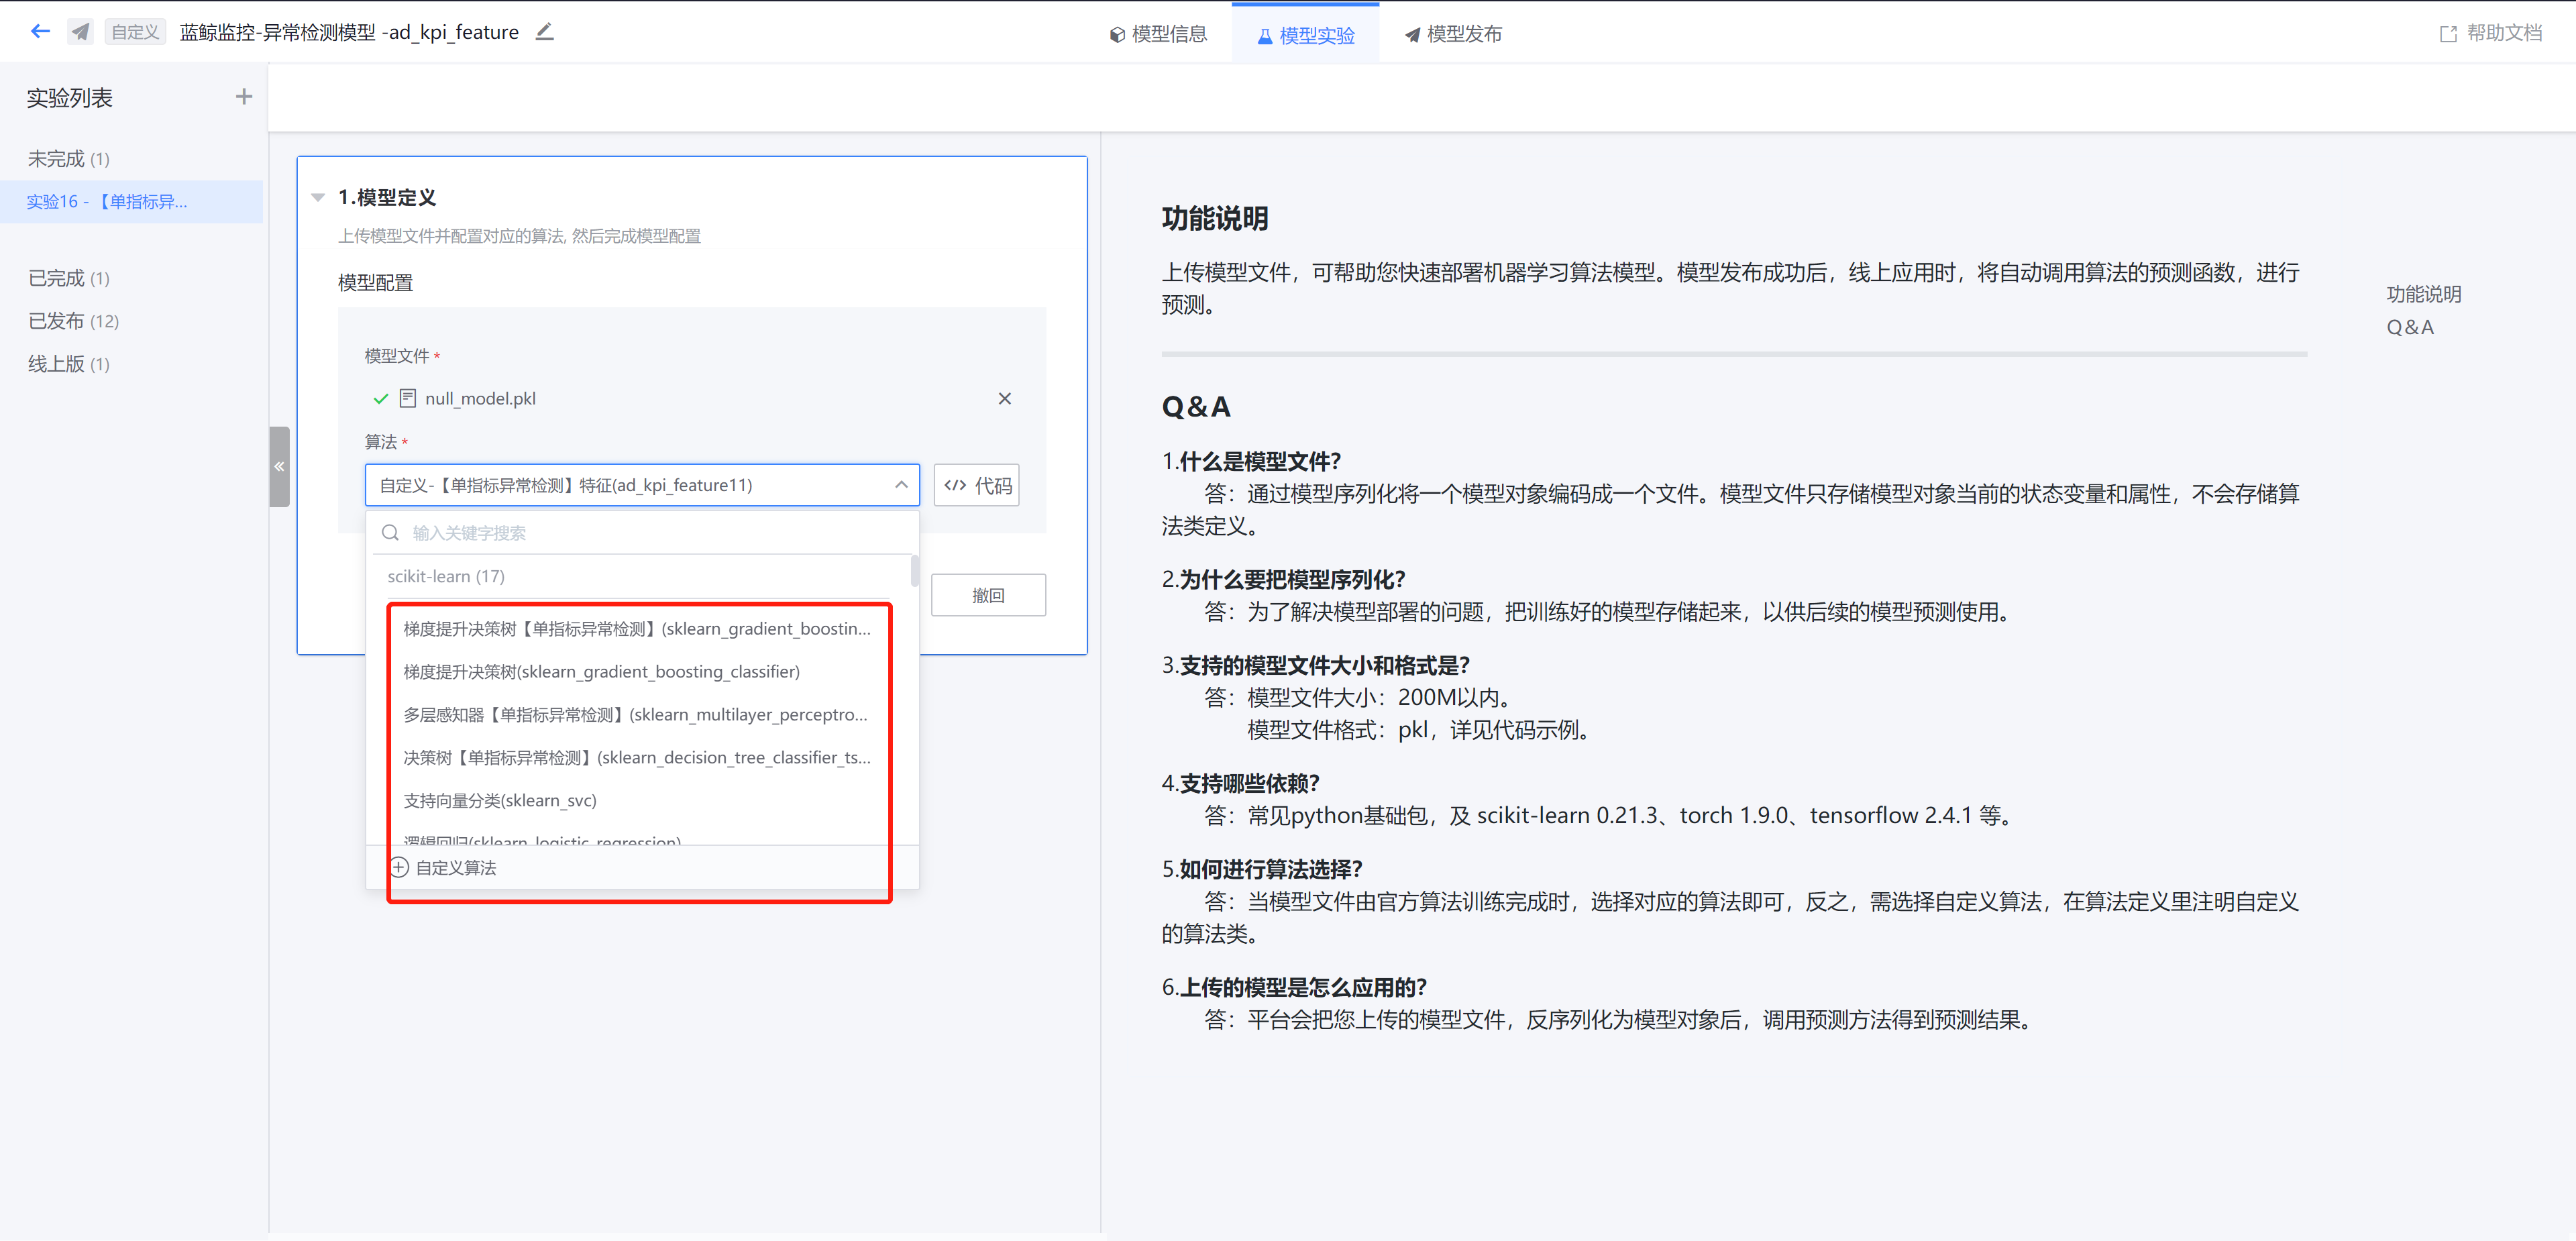 自定义
蓝鲸监控-异常检测模型 -ad_kpi_feature
模型信息
模型实验
模型发布
帮助文档
实验列表
未完成 (1)
实验16 - 【单指标异...
已完成 (1)
已发布 (12)
线上版 (1)
1.模型定义
上传模型文件并配置对应的算法, 然后完成模型配置
模型配置
模型文件 *
null_model.pkl
算法 *
自定义-【单指标异常检测】特征(ad_kpi_feature11)
</> 代码
输入关键字搜索
scikit-learn (17)
梯度提升决策树【单指标异常检测】(sklearn_gradient_boostin...
梯度提升决策树(sklearn_gradient_boosting_classifier)
多层感知器【单指标异常检测】(sklearn_multilayer_perceptro...
决策树【单指标异常检测】(sklearn_decision_tree_classifier_ts...
支持向量分类(sklearn_svc)
逻辑回归(sklearn_logistic_regression)
自定义算法
撤回
功能说明
上传模型文件，可帮助您快速部署机器学习算法模型。模型发布成功后，线上应用时，将自动调用算法的预测函数，进行
预测。
Q&A
1.什么是模型文件?
答：通过模型序列化将一个模型对象编码成一个文件。模型文件只存储模型对象当前的状态变量和属性，不会存储算
法类定义。
2.为什么要把模型序列化?
答：为了解决模型部署的问题，把训练好的模型存储起来，以供后续的模型预测使用。
3.支持的模型文件大小和格式是?
答：模型文件大小：200M以内。
模型文件格式：pkl，详见代码示例。
4.支持哪些依赖?
答：常见python基础包，及 scikit-learn 0.21.3、torch 1.9.0、tensorflow 2.4.1 等。
5.如何进行算法选择?
答：当模型文件由官方算法训练完成时，选择对应的算法即可，反之，需选择自定义算法，在算法定义里注明自定义
的算法类。
6.上传的模型是怎么应用的?
答：平台会把您上传的模型文件，反序列化为模型对象后，调用预测方法得到预测结果。
功能说明
Q&A